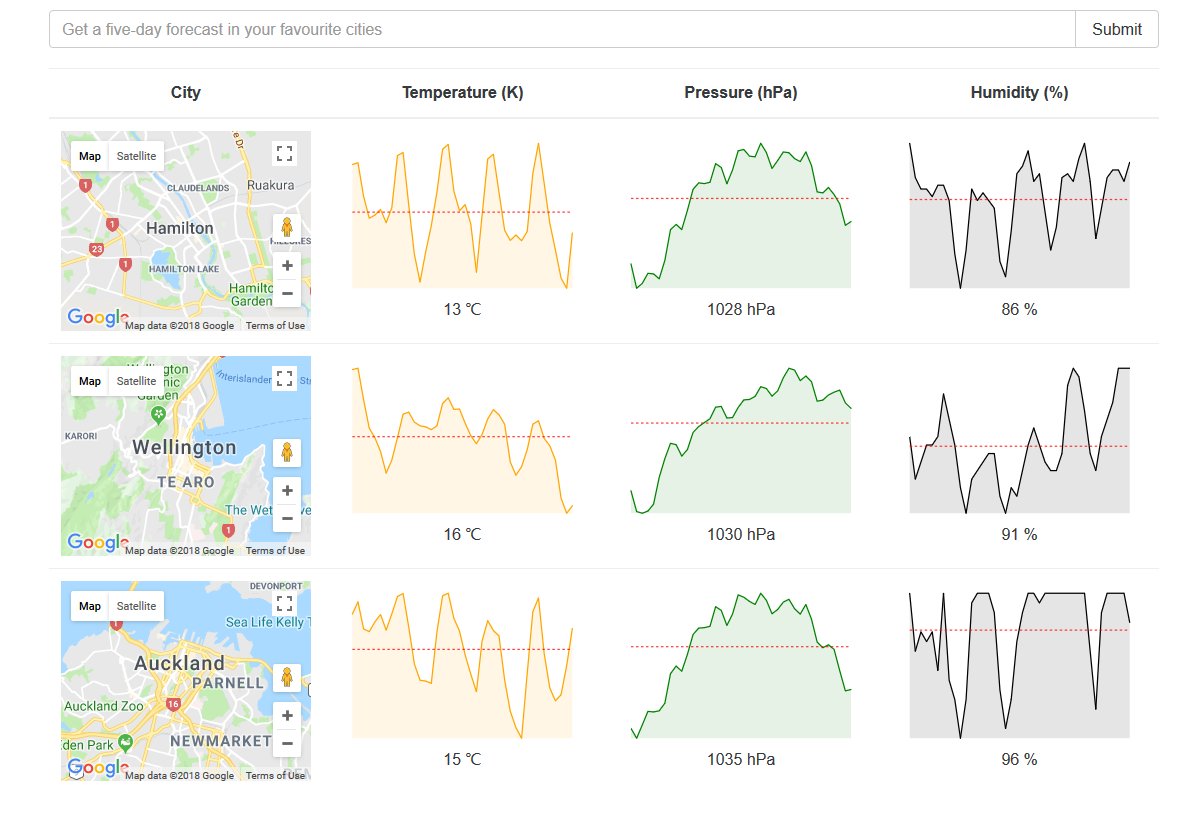 Get a five-day forecast in your favourite cities Submit
City Temperature (K) Pressure (hPa) Humidity (%)
Map Satellite
CLAUDELANDS
Ruakura
1
1
Hamilton
23
1
HAMILTON LAKE
Hamilto
Garden
Google
Map data ©2018 Google Terms of Use
13 ℃ 1028 hPa 86 %
Map Satellite
Garden
Interislander
KARORI
Wellington
TE ARO
The Wet
1
Google
Map data ©2018 Google Terms of Use
16 ℃ 1030 hPa 91 %
DEVONPORT
Map Satellite
1
Sea Life Kelly T
Auckland
PARNELL
Auckland Zoo
16
NEWMARKET
den Park
Google
Map data ©2018 Google Terms of Use
15 ℃ 1035 hPa 96 %